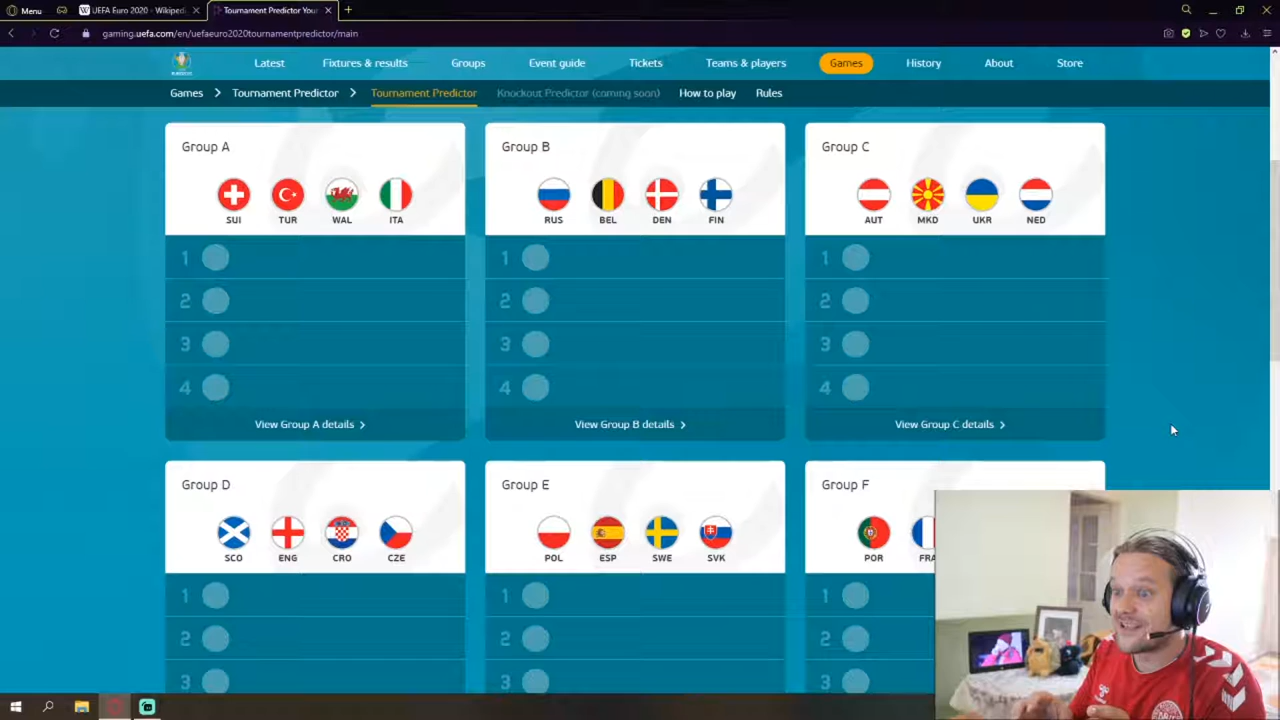 Menu
UEFA Euro 2020 - Wikiped
Tournament Predictor You
gaming.uefa.com/en/uefaeuro2020tournamentpredictor/main
Latest Fixtures & results Groups Event guide Tickets Teams & players Games History About Store
Games > Tournament Predictor > Tournament Predictor Knockout Predictor (coming soon) How to play Rules
Group A
SUI TUR WAL ITA
1
2
3
4
View Group A details >
Group B
RUS BEL DEN FIN
1
2
3
4
View Group B details >
Group C
AUT MKD UKR NED
1
2
3
4
View Group C details >
Group D
SCO ENG CRO CZE
1
2
3
Group E
POL ESP SWE SVK
1
2
3
Group F
POR FRA
1
2
3